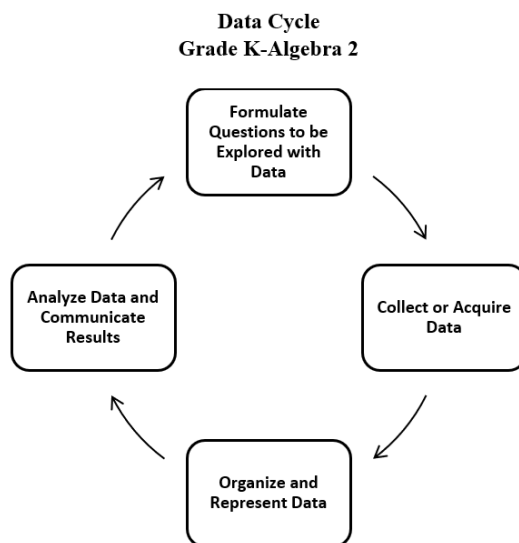 Data Cycle
Grade K-Algebra 2
Formulate
Questions to be
Explored with
Data
Collect or Acquire
Data
Organize and
Represent Data
Analyze Data and
Communicate
Results